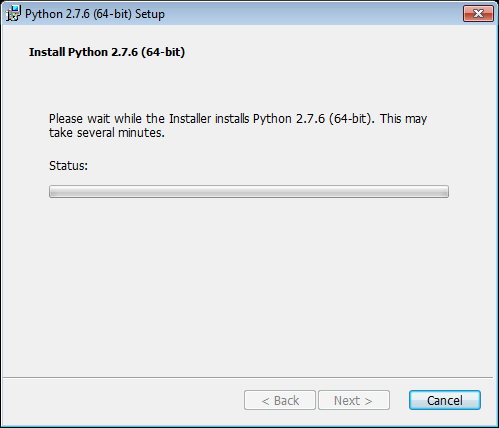 Python 2.7.6 (64-bit) Setup
Install Python 2.7.6 (64-bit)
Please wait while the Installer installs Python 2.7.6 (64-bit). This may
take several minutes.
Status:
< Back Next > Cancel